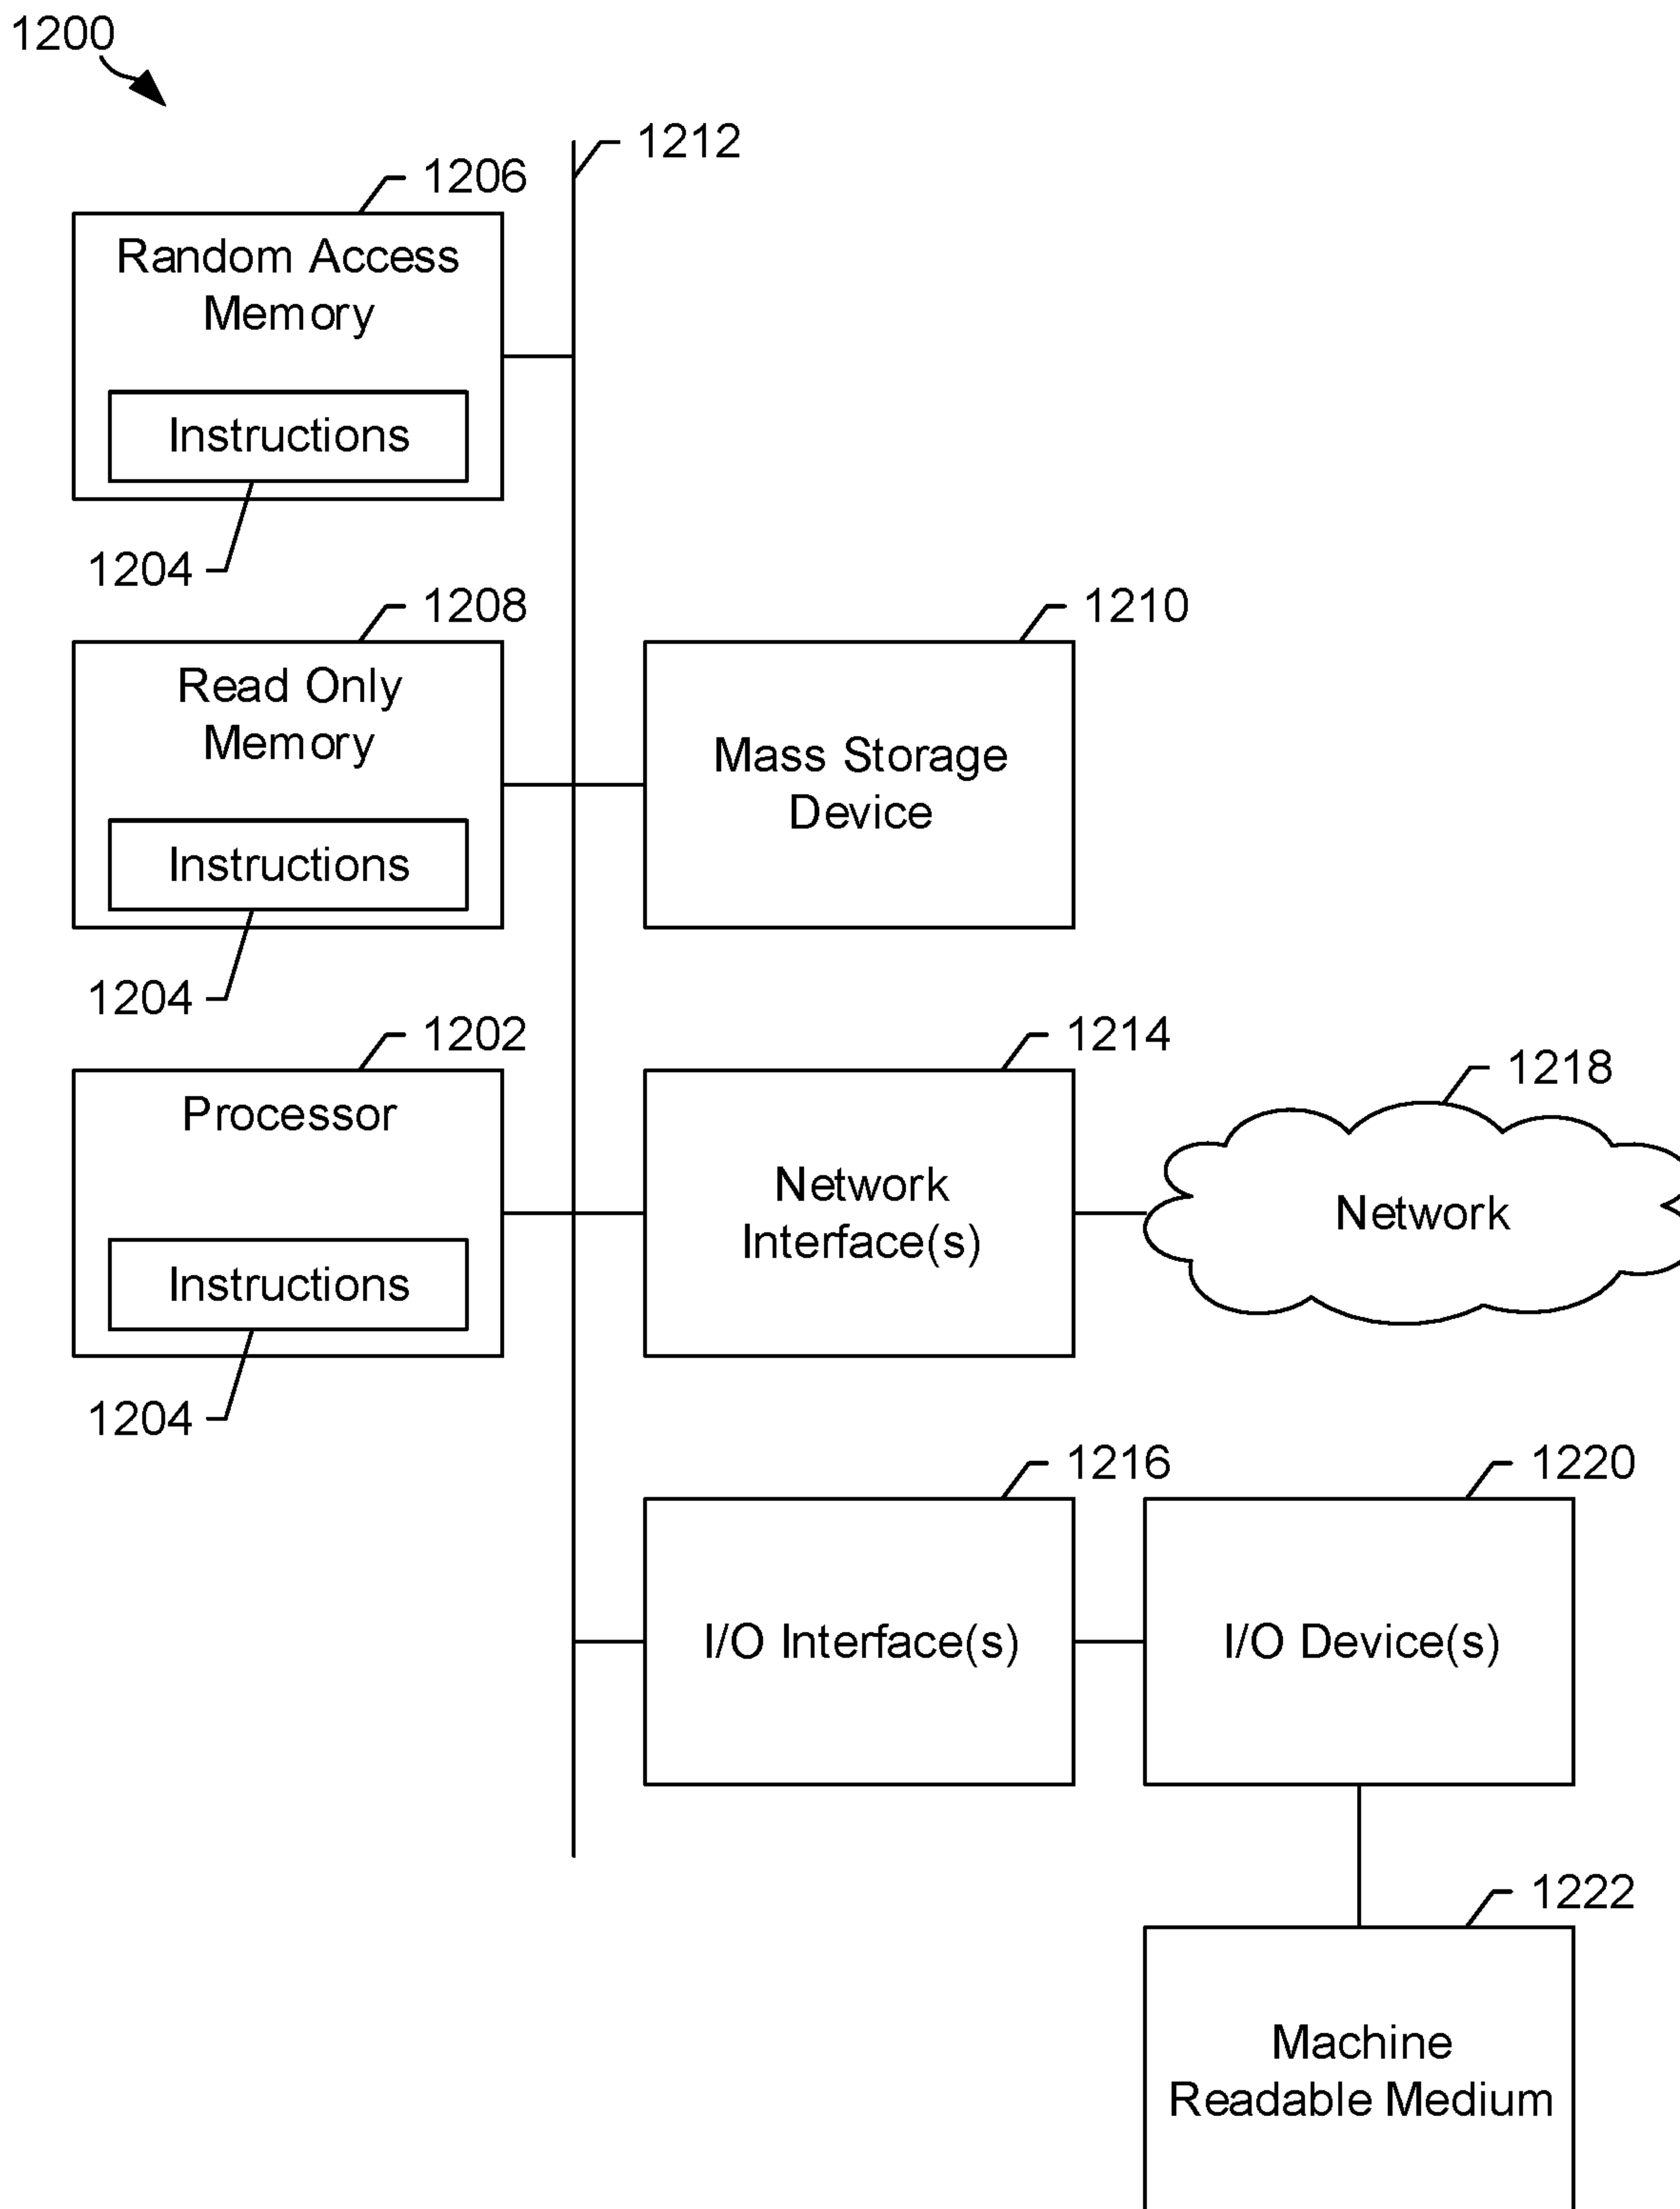 1200
1212
1206
Random Access
Memory
Instructions
1204
1208
1210
Read Only
Memory
Mass Storage
Device
Instructions
1204
1202
1214
1218
Processor
Network
Interface(s)
Network
Instructions
1204
1216
1220
I/O Interface(s)
I/O Device(s)
1222
Machine
Readable Medium